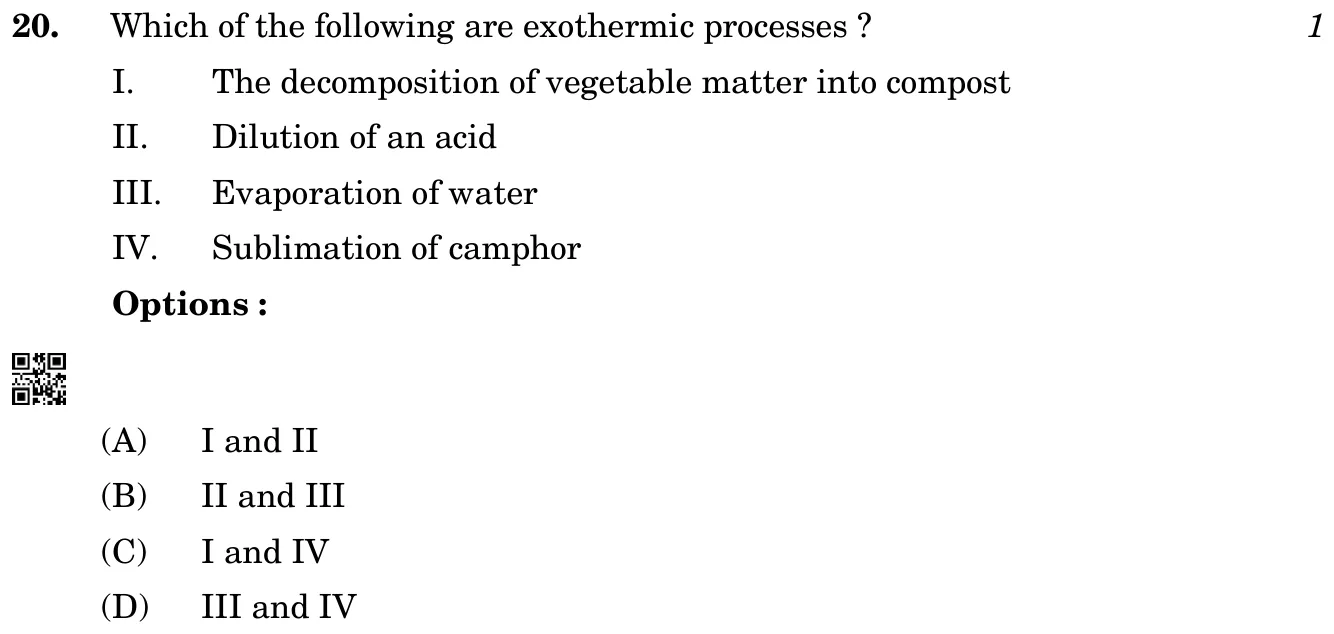 20. Which of the following are exothermic processes ? 1
I. The decomposition of vegetable matter into compost
II. Dilution of an acid
III. Evaporation of water
IV. Sublimation of camphor
Options :
(A) I and II
(B) II and III
(C) I and IV
(D) III and IV